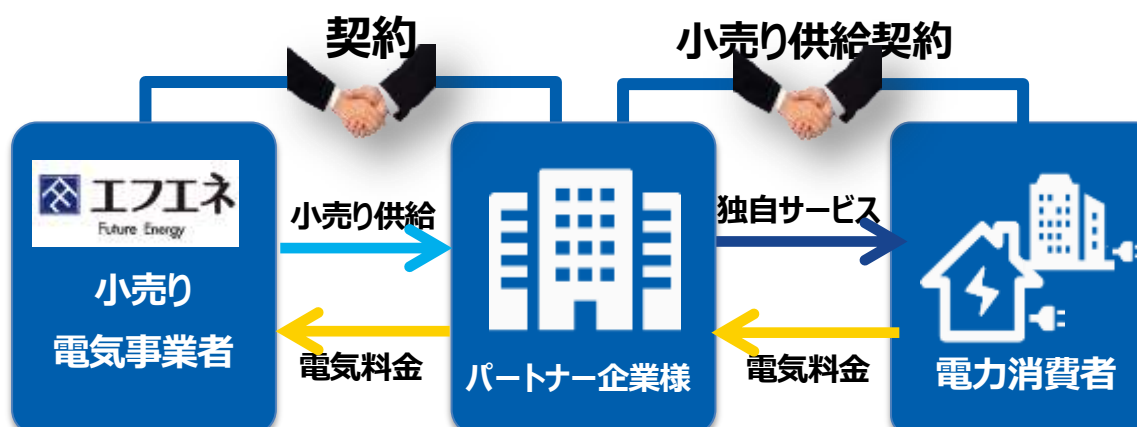 契約
小売り供給契約
エフエネ
Future Energy
小売り
電気事業者
小売り供給
電気料金
パートナー企業様
独自サービス
電気料金
電力消費者